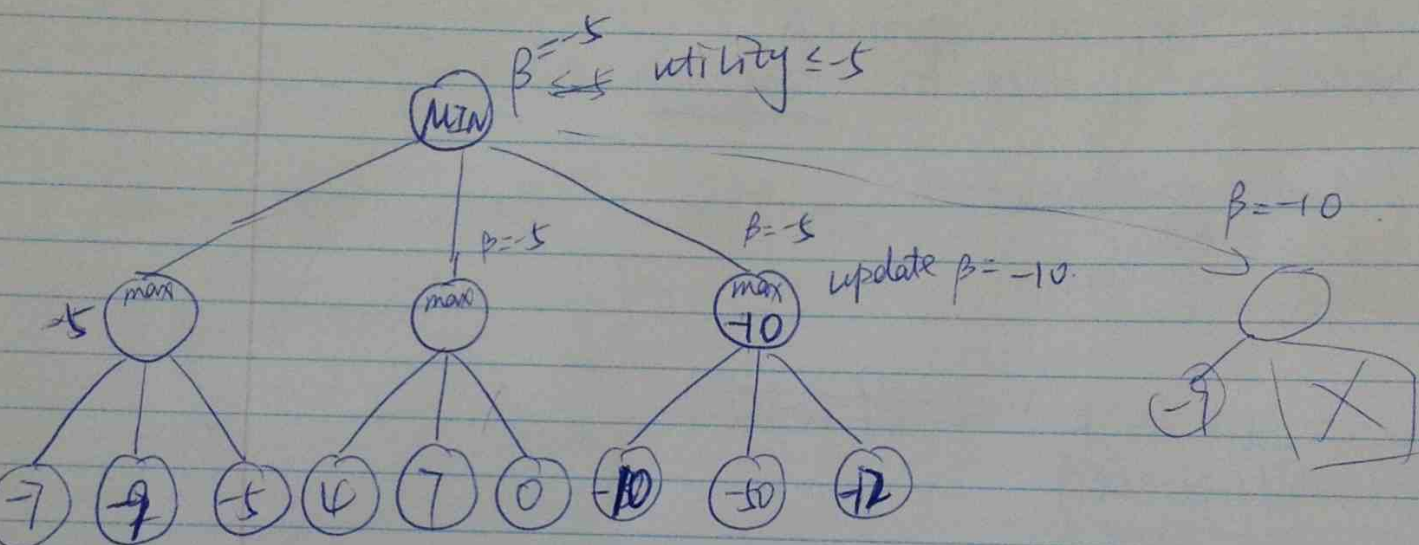 β = -5
≤ -5 utility ≤ -5
MIN
β = -10
β = -5
β = -5
max
max
max
update β = -10.
-5
-10
-9
X
-7
-9
-5
4
7
0
-10
-50
-12